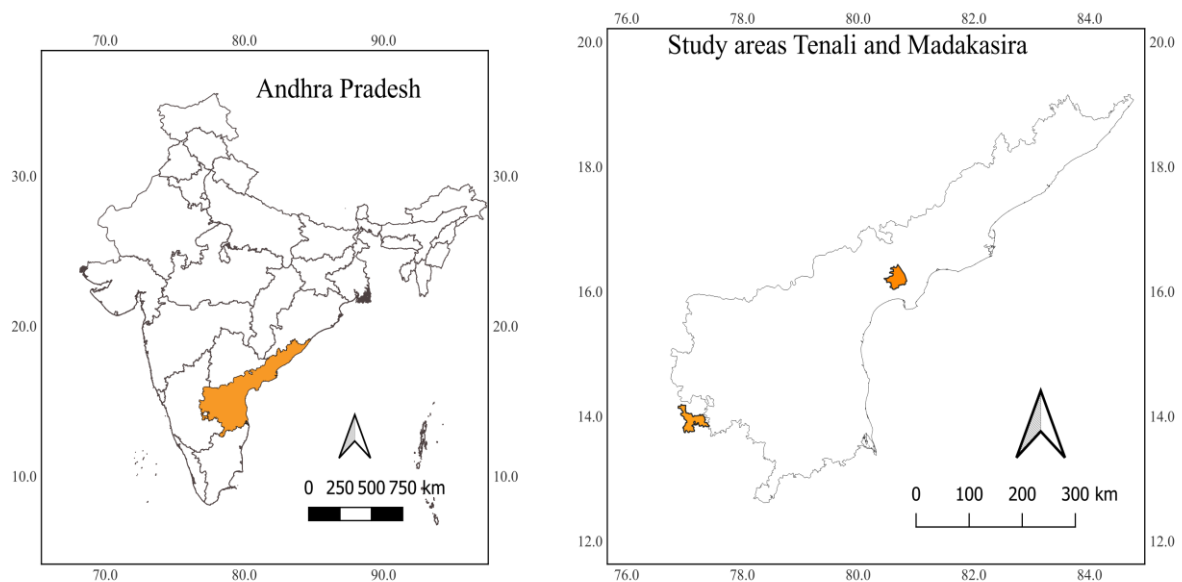 70.0 80.0 90.0
Andhra Pradesh
30.0 30.0
20.0 20.0
10.0 10.0
0 250 500 750 km
70.0 80.0 90.0
76.0 78.0 80.0 82.0 84.0
Study areas Tenali and Madakasira
20.0 20.0
18.0 18.0
16.0 16.0
14.0 14.0
0 100 200 300 km
12.0 12.0
76.0 78.0 80.0 82.0 84.0